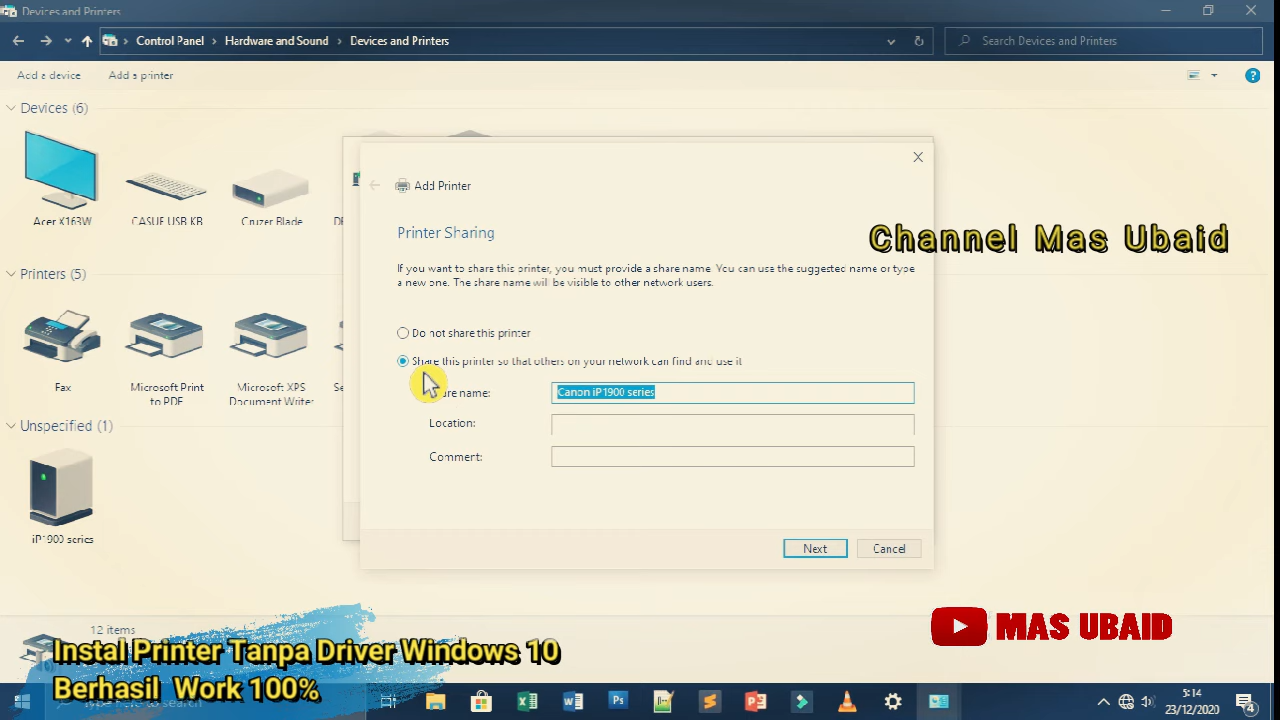 Devices and Printers
Control Panel > Hardware and Sound > Devices and Printers
Search Devices and Printers
Add a device Add a printer
Devices (6)
Acer X163W CASUE USB KB Cruzer Blade
Printers (5)
Fax Microsoft Print to PDF Microsoft XPS Document Writer
Unspecified (1)
iP1900 series
Add Printer
Printer Sharing
If you want to share this printer, you must provide a share name. You can use the suggested name or type
a new one. The share name will be visible to other network users.
Do not share this printer
Share this printer so that others on your network can find and use it
Canon iP1900 series
Location:
Comment:
Next Cancel
Channel Mas Ubaid
MAS UBAID
12 items
Instal Printer Tanpa Driver Windows 10
Berhasil Work 100%
Type here to search
5:14
23/12/2020
4